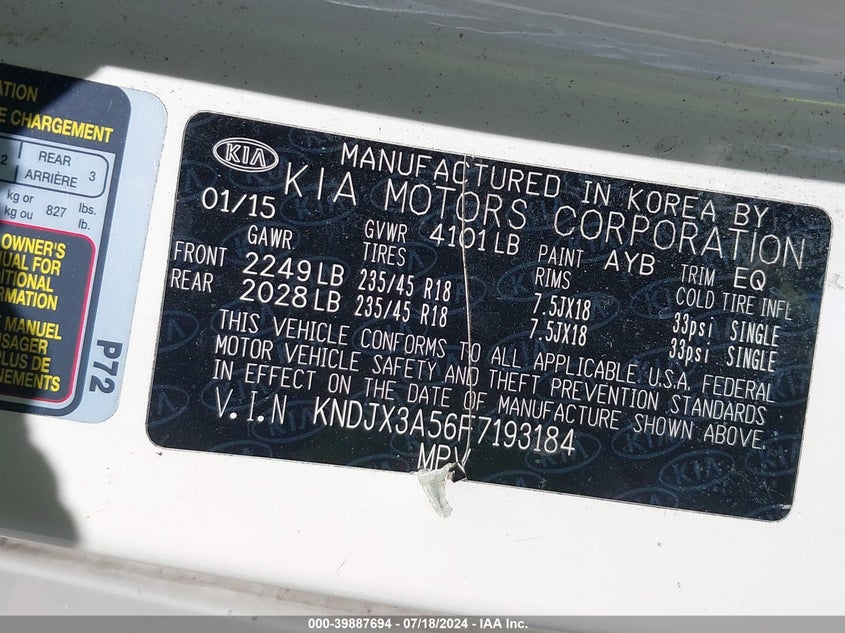 ATION
E CHARGEMENT
2 REAR 3
ARRIÈRE
kg or 827 lbs.
kg ou lb.
OWNER'S
UAL FOR
ITIONAL
RMATION
MANUEL
USAGER
PLUS DE
NEMENTS
P72
KIA
MANUFACTURED IN KOREA BY
KIA MOTORS CORPORATION
01/15 GVWR 4101LB PAINT AYB TRIM EQ
GAWR TIRES RIMS COLD TIRE INFL
FRONT 2249LB 235/45 R18 7.5JX18 33psi SINGLE
REAR 2028LB 235/45 R18 7.5JX18 33psi SINGLE
THIS VEHICLE CONFORMS TO ALL APPLICABLE U.S.A. FEDERAL
MOTOR VEHICLE SAFETY AND THEFT PREVENTION STANDARDS
IN EFFECT ON THE DATE OF MANUFACTURE SHOWN ABOVE.
V.I.N KNDJX3A56F7193184
MPV
000-39887694 - 07/18/2024 - IAA Inc.